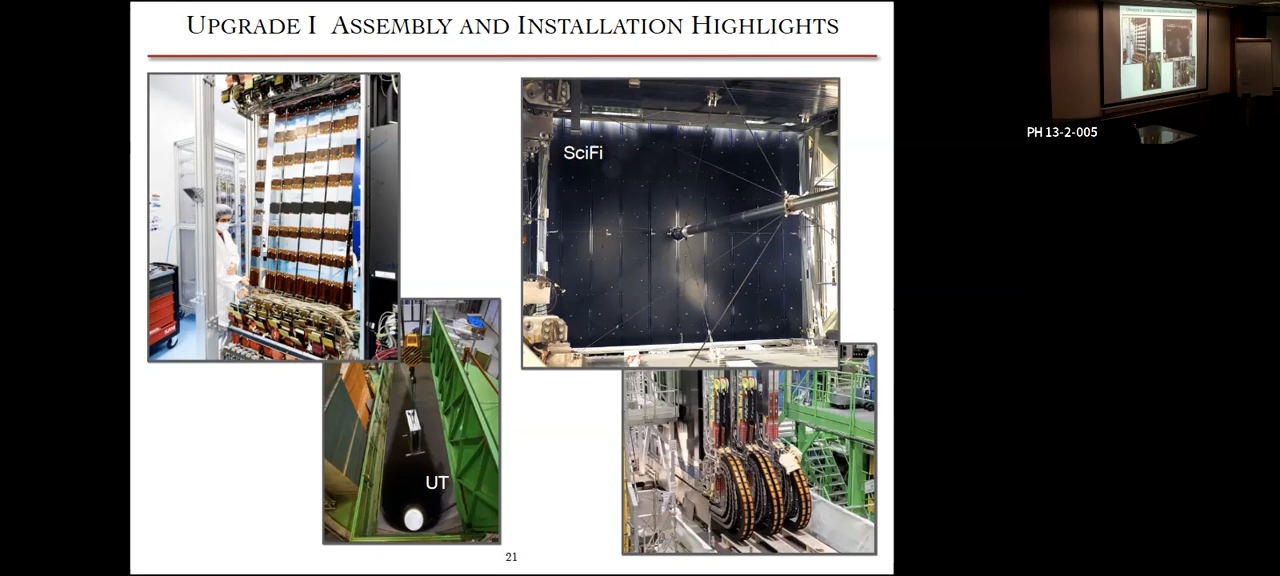 UPGRADE I ASSEMBLY AND INSTALLATION HIGHLIGHTS
SciFi
UT
21
PH 13-2-005